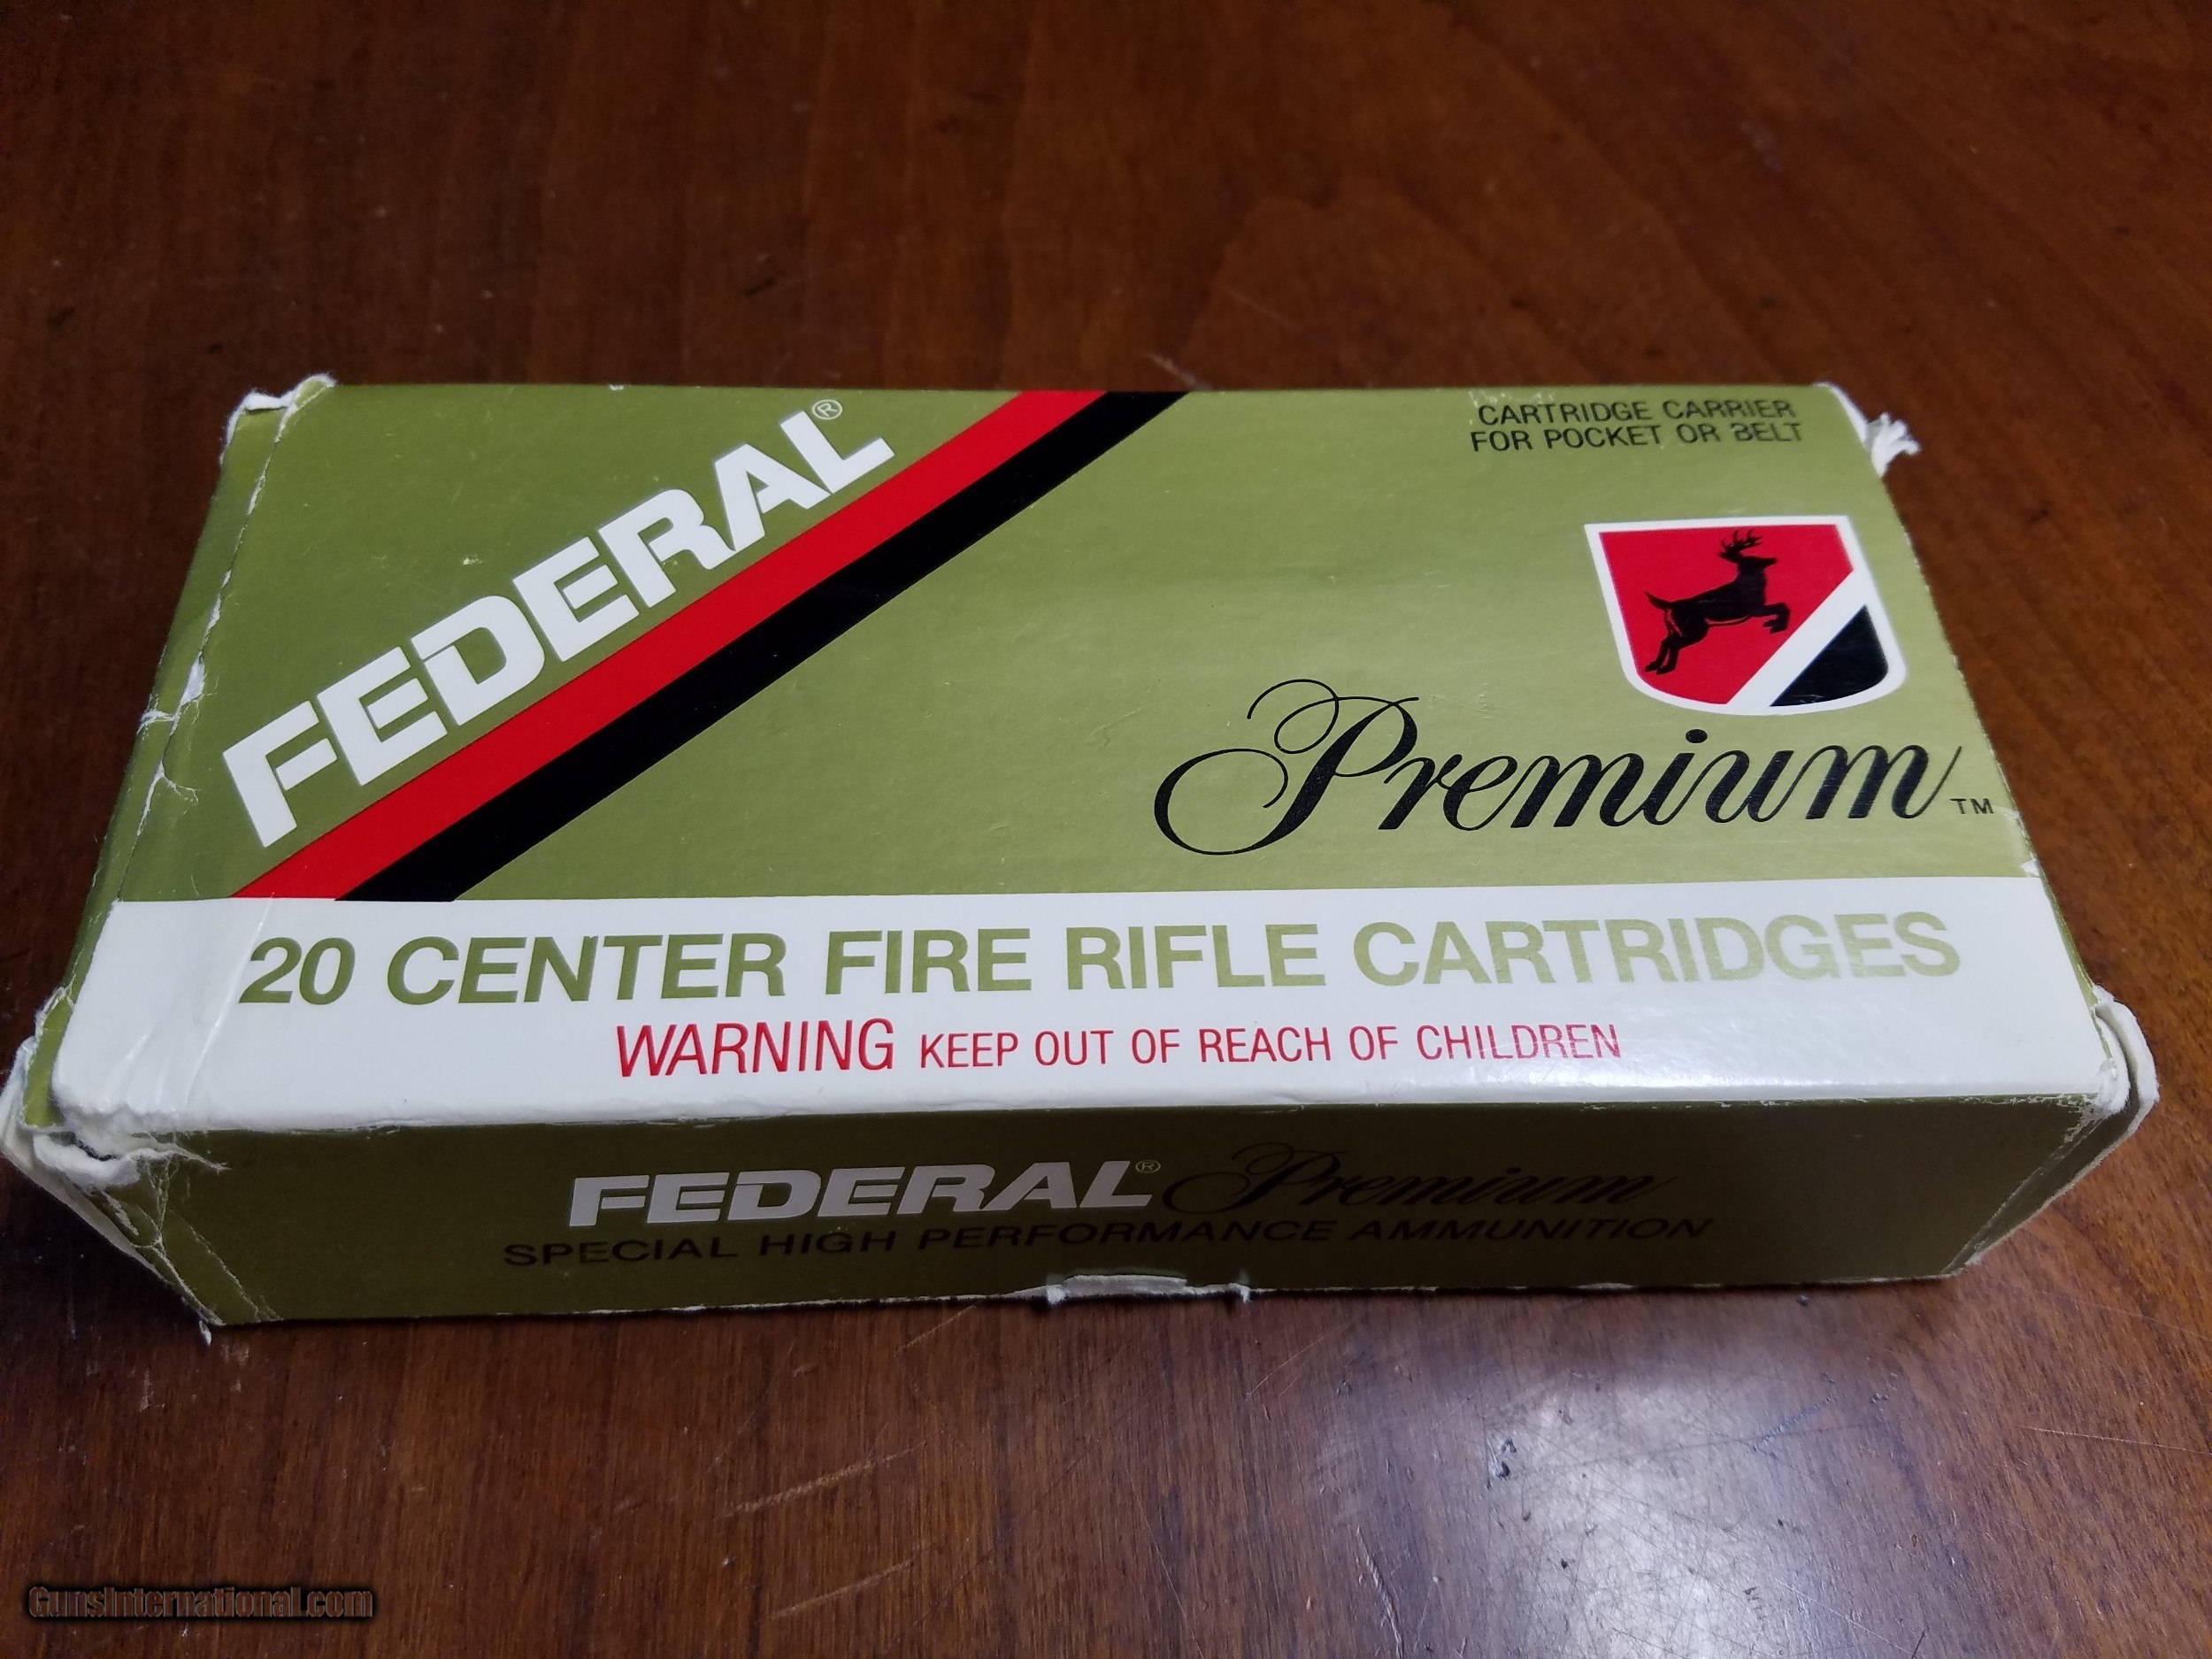 FEDERAL®
CARTRIDGE CARRIER
FOR POCKET OR BELT
Premium™
20 CENTER FIRE RIFLE CARTRIDGES
WARNING KEEP OUT OF REACH OF CHILDREN
FEDERAL® Premium
SPECIAL HIGH PERFORMANCE AMMUNITION
GunsInternational.com